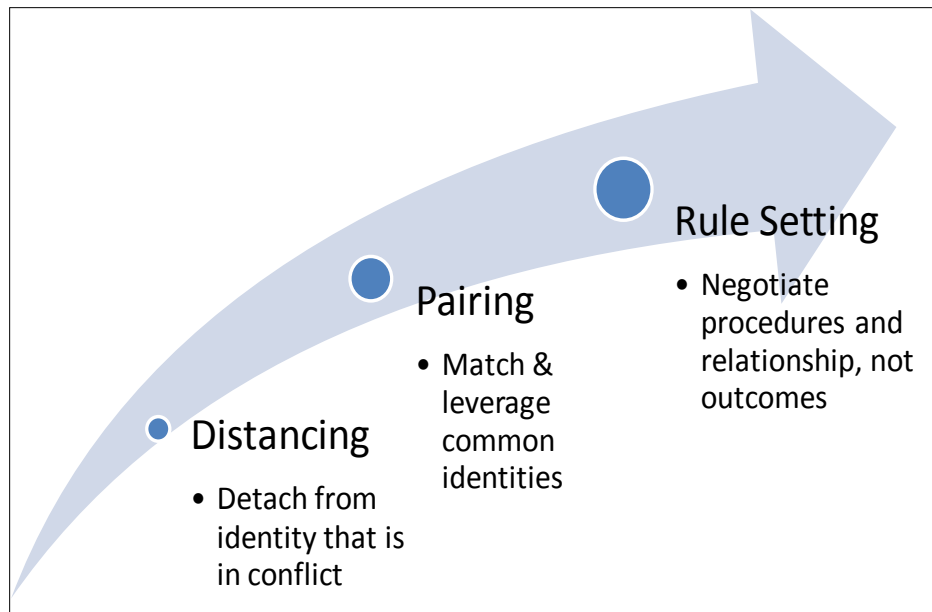 Distancing
• Detach from
identity that is
in conflict
Pairing
• Match &
leverage
common
identities
Rule Setting
• Negotiate
procedures and
relationship, not
outcomes